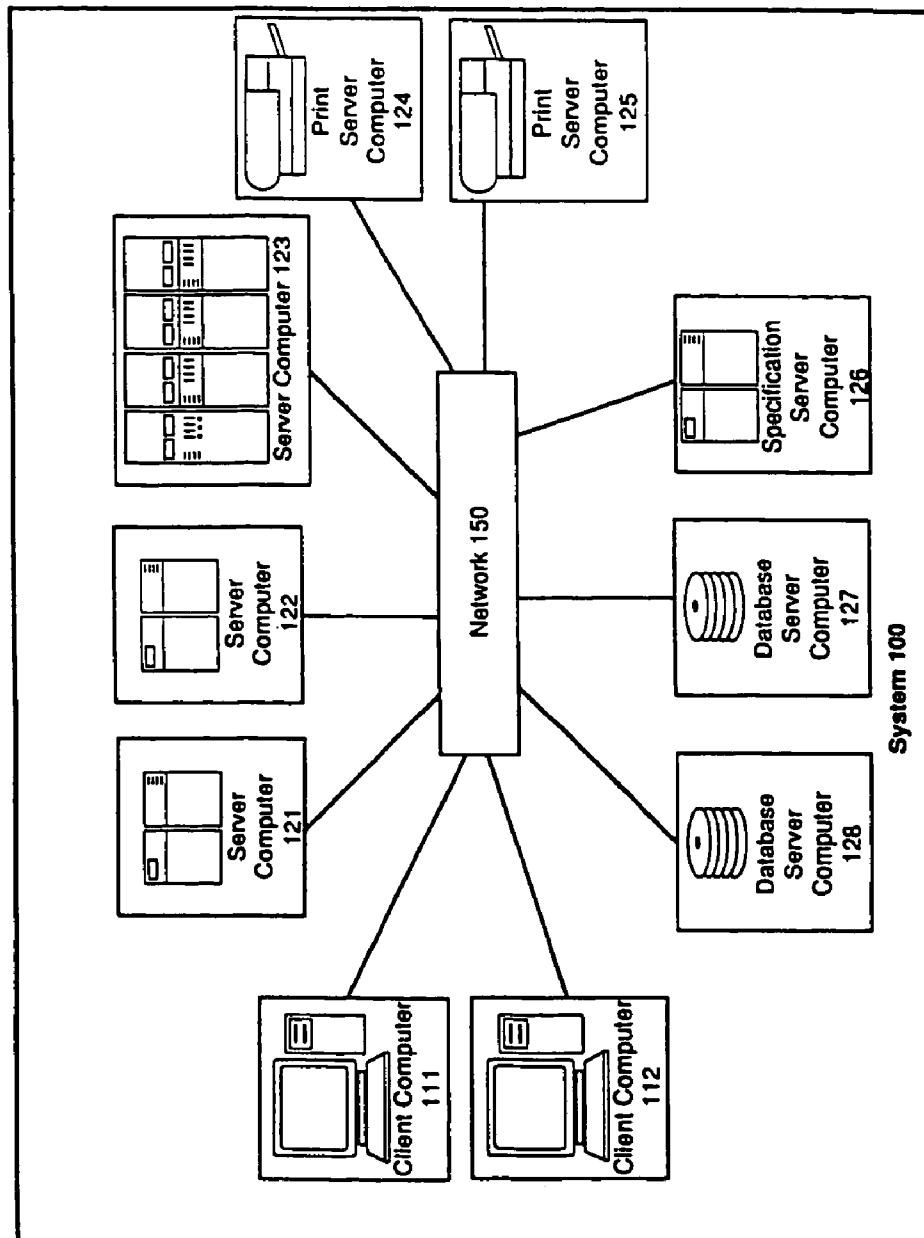 Server
Computer
121
Server
Computer
122
Server Computer 123
Client Computer
111
Print
Server
Computer
124
Network 150
Client Computer
112
Print
Server
Computer
125
Database
Server
Computer
128
Database
Server
Computer
127
Specification
Server
Computer
126
System 100